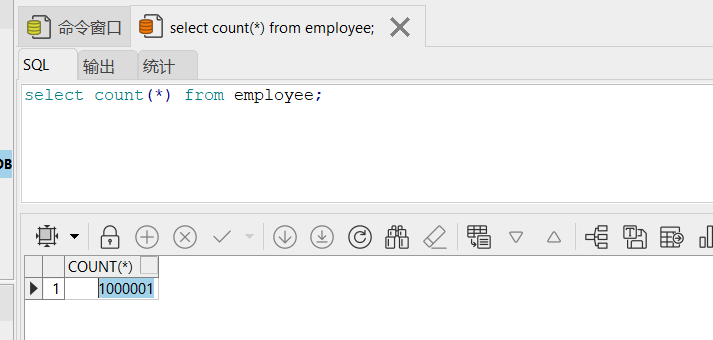 命令窗口 select count(*) from employee;
SQL 输出 统计
select count(*) from employee;
DB
COUNT(*)
1 1000001